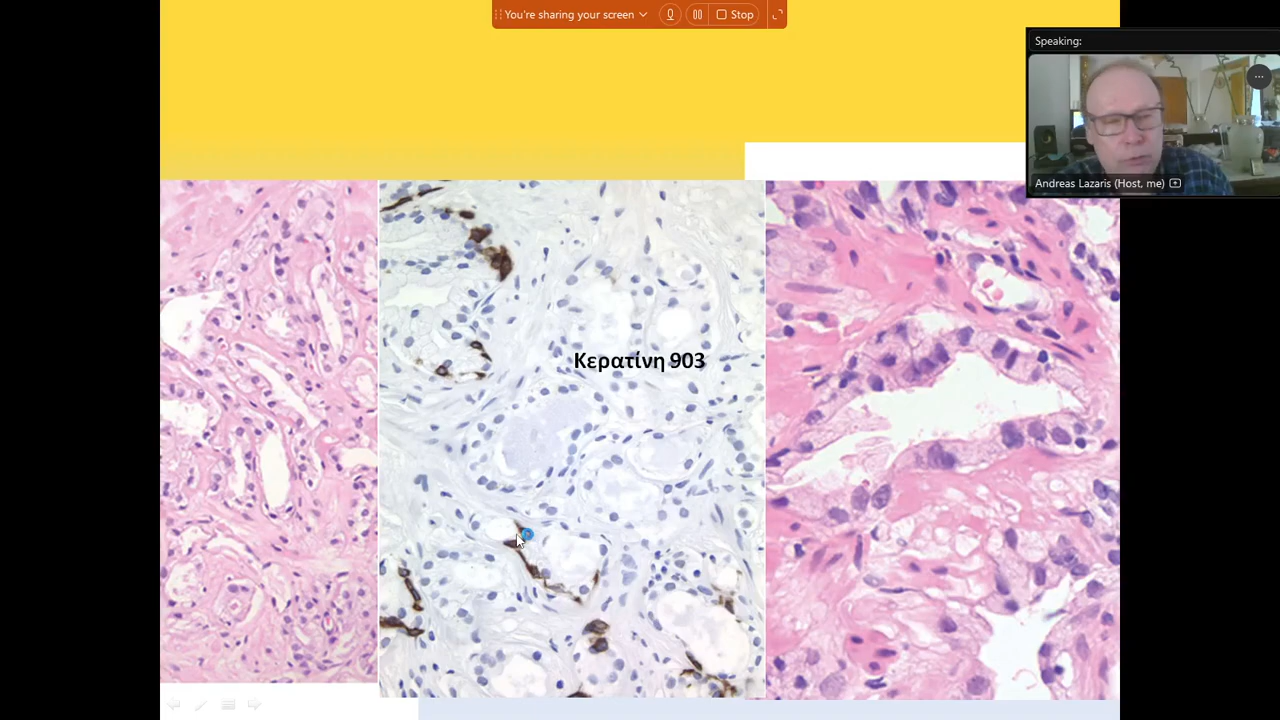 You're sharing your screen
Stop
Speaking:
Andreas Lazaris (Host, me)
Κερατίνη 903